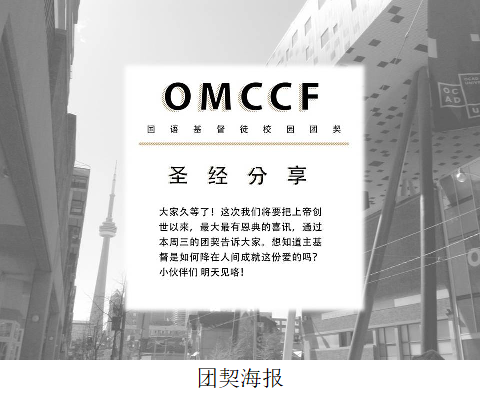 OMCCF
国语基督徒校园团契
圣经分享
大家久等了！这次我们将要把上帝创
世以来，最大最有恩典的喜讯，通过
本周三的团契告诉大家。想知道主基
督是如何降在人间成就这份爱的吗？
小伙伴们 明天见咯！
OC
AD
U
团契海报